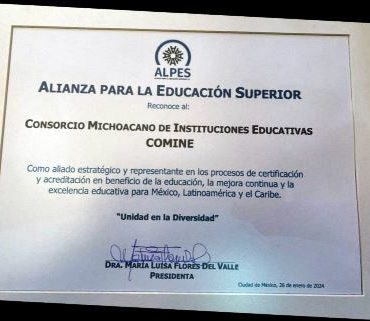 ALPES
ALIANZA PARA LA EDUCACIÓN SUPERIOR
Reconoce al:
CONSORCIO MICHOACANO DE INSTITUCIONES EDUCATIVAS
COMINE
Como aliado estratégico y representante en los procesos de certificación
y acreditación en beneficio de la educación, la mejora continua y la
excelencia educativa para México, Latinoamérica y el Caribe.
"Unidad en la Diversidad"
DRA. MARÍA LUISA FLORES DEL VALLE
PRESIDENTA
Ciudad de México, 26 de enero de 2024